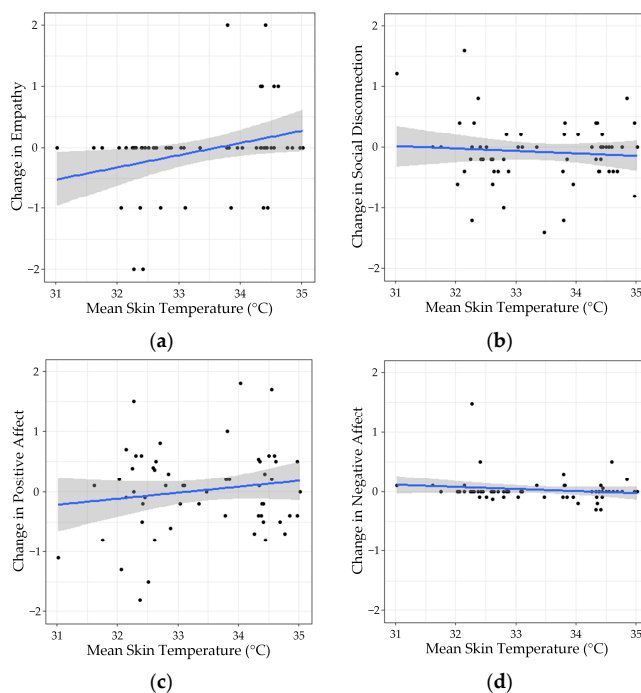 2
1
0
−1
−2
Change in Empathy
31 32 33 34 35
Mean Skin Temperature (°C)
(a)
2
1
0
−1
−2
Change in Social Disconnection
31 32 33 34 35
Mean Skin Temperature (°C)
(b)
2
1
0
−1
−2
Change in Positive Affect
31 32 33 34 35
Mean Skin Temperature (°C)
(c)
2
1
0
−1
−2
Change in Negative Affect
31 32 33 34 35
Mean Skin Temperature (°C)
(d)